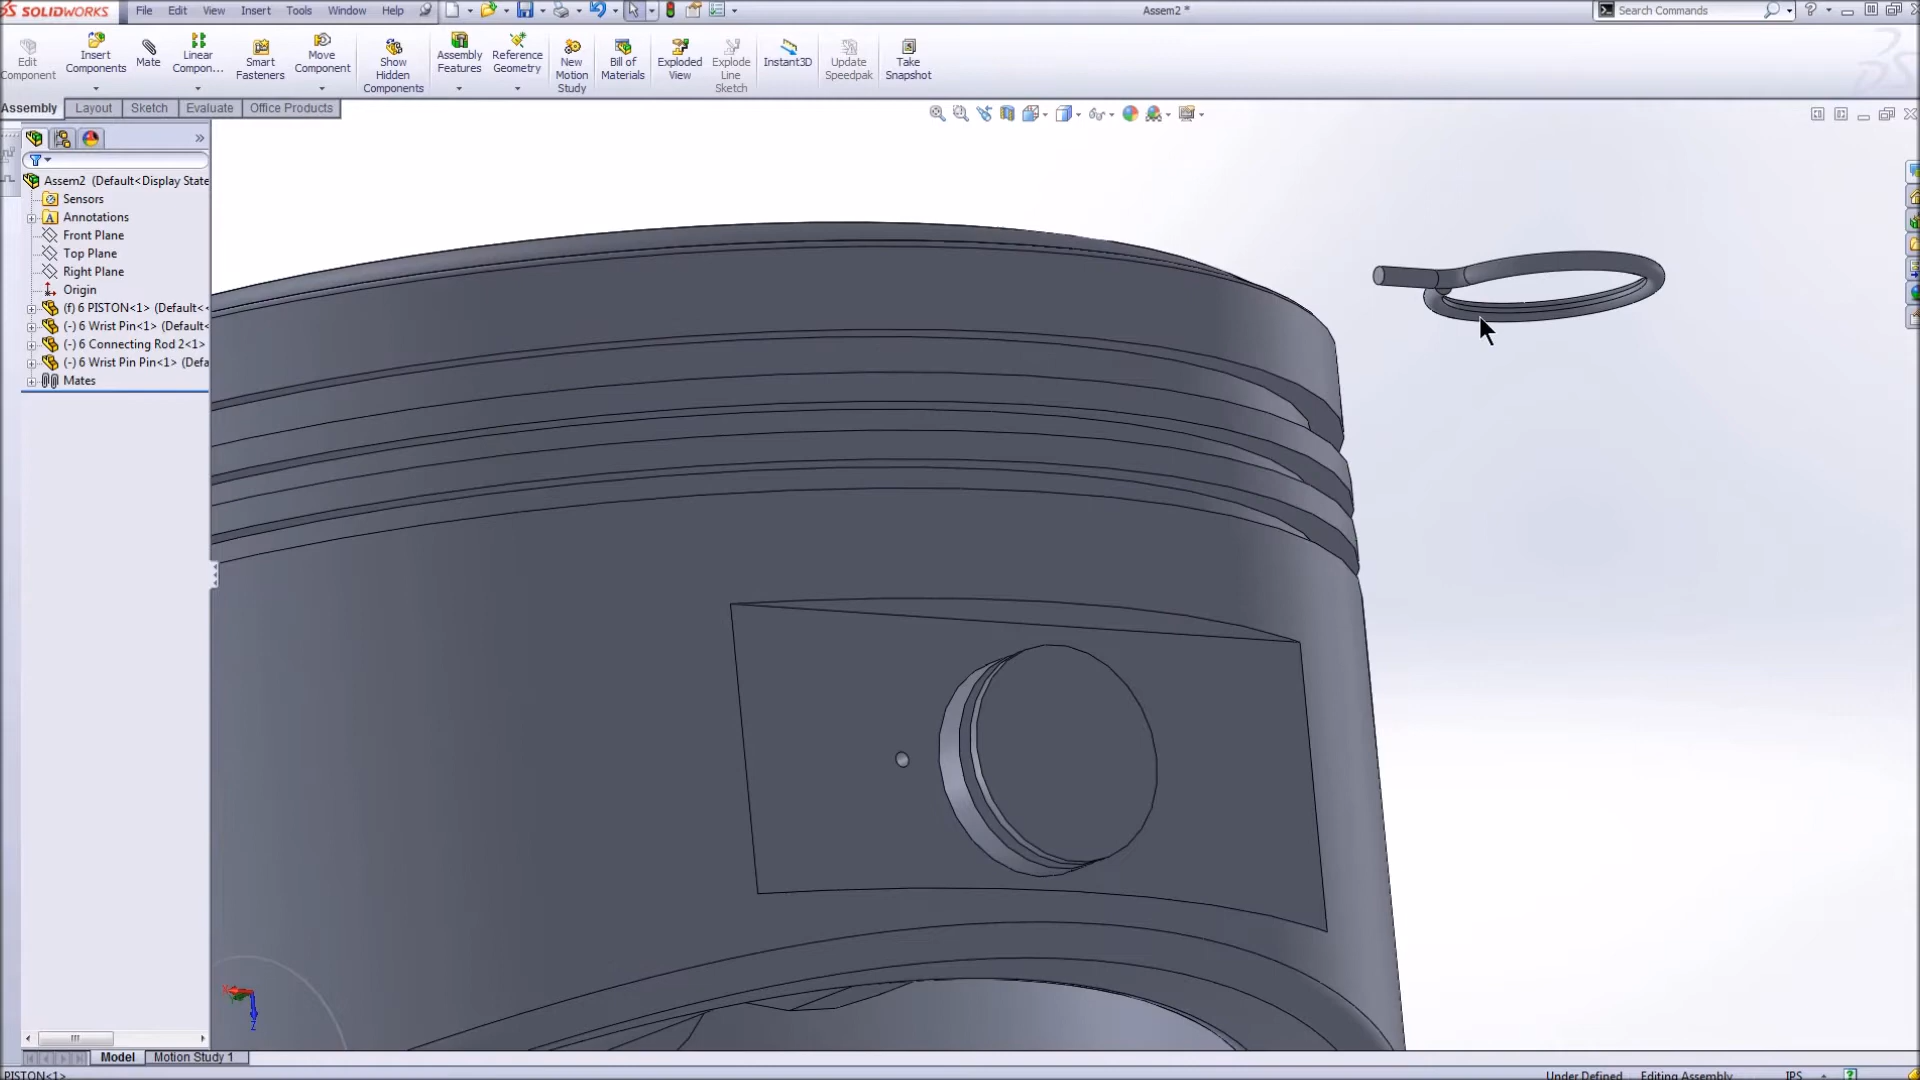 SOLIDWORKS File Edit View Insert Tools Window Help Assem2 * Search Commands
Edit Component Insert Components Mate Linear Compon... Smart Fasteners Move Component Show Hidden Components Assembly Features Reference Geometry New Motion Study Bill of Materials Exploded View Explode Line Sketch Instant3D Update Speedpak Take Snapshot
Assembly Layout Sketch Evaluate Office Products
Assem2 (Default<Display State
Sensors
Annotations
Front Plane
Top Plane
Right Plane
Origin
(f) 6 PISTON<1> (Default<
(-) 6 Wrist Pin<1> (Default<
(-) 6 Connecting Rod 2<1>
(-) 6 Wrist Pin Pin<1> (Defa
Mates
Z
Model Motion Study 1
PISTON<1> Under Defined Editing Assembly IPS